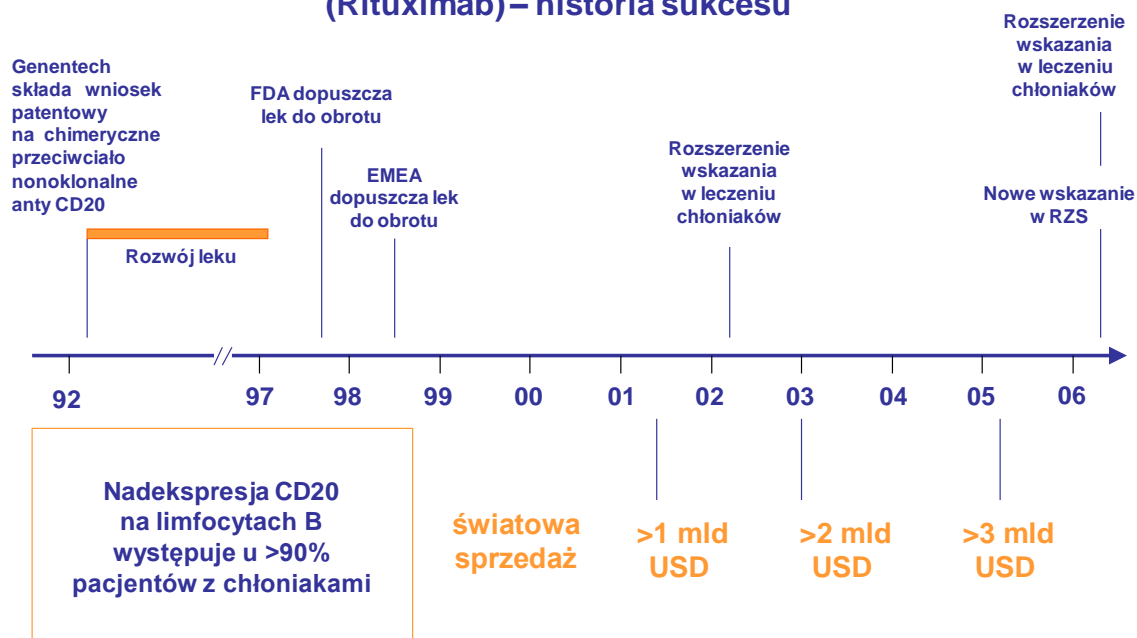 (Rituximab) – historia sukcesu
Genentech
składa wniosek
patentowy
na chimeryczne
przeciwciało
nonoklonalne
anty CD20
Rozwój leku
FDA dopuszcza
lek do obrotu
EMEA
dopuszcza lek
do obrotu
Rozszerzenie
wskazania
w leczeniu
chłoniaków
Rozszerzenie
wskazania
w leczeniu
chłoniaków
Nowe wskazanie
w RZS
92
97
98
99
00
01
02
03
04
05
06
Nadekspresja CD20
na limfocytach B
występuje u >90%
pacjentów z chłoniakami
światowa
sprzedaż
>1 mld
USD
>2 mld
USD
>3 mld
USD